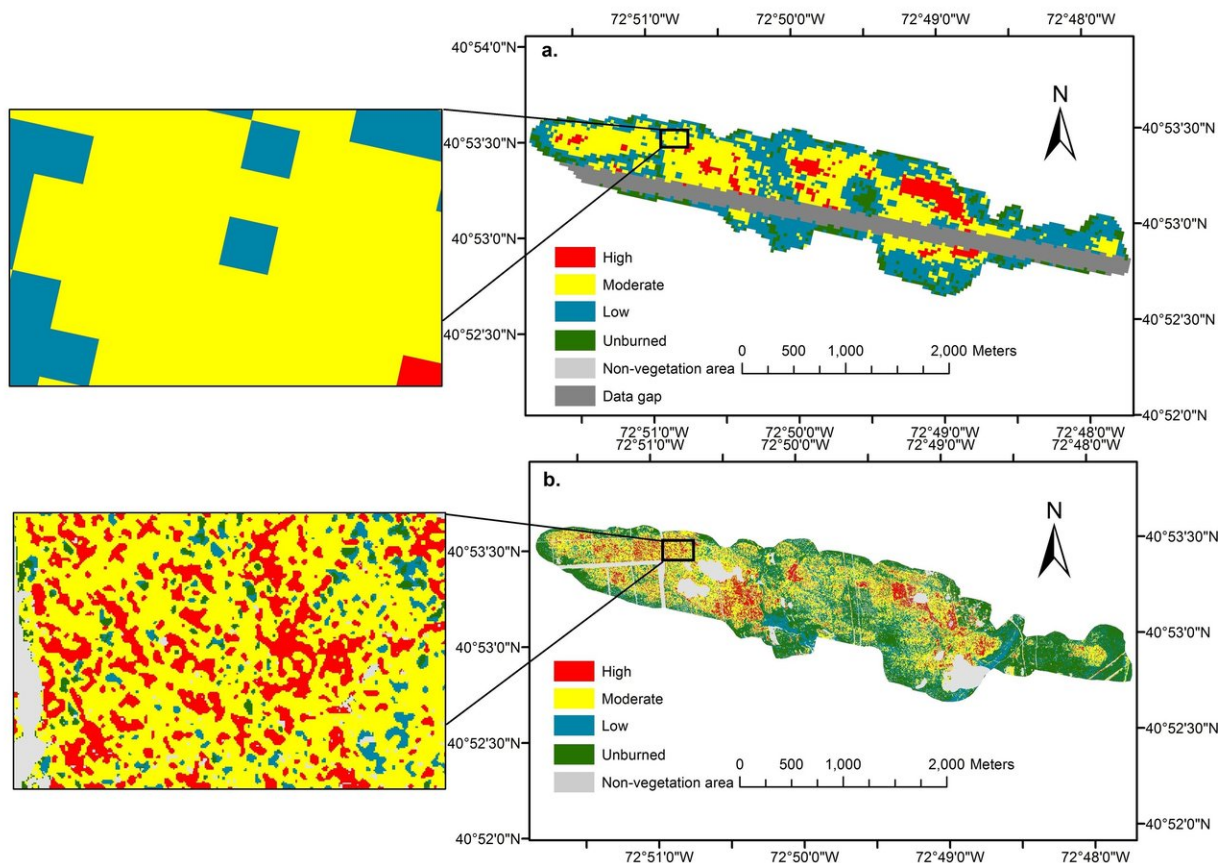 72°51'0"W 72°50'0"W 72°49'0"W 72°48'0"W
a.
40°54'0"N
N
40°53'30"N 40°53'30"N
40°53'0"N 40°53'0"N
High
Moderate
Low
40°52'30"N 40°52'30"N
Unburned
0 500 1,000 2,000 Meters
Non-vegetation area
Data gap
40°52'0"N
72°51'0"W 72°50'0"W 72°49'0"W 72°48'0"W
72°51'0"W 72°50'0"W 72°49'0"W 72°48'0"W
b.
N
40°53'30"N 40°53'30"N
40°53'0"N 40°53'0"N
High
Moderate
Low
40°52'30"N 40°52'30"N
Unburned
0 500 1,000 2,000 Meters
Non-vegetation area
40°52'0"N 40°52'0"N
72°51'0"W 72°50'0"W 72°49'0"W 72°48'0"W